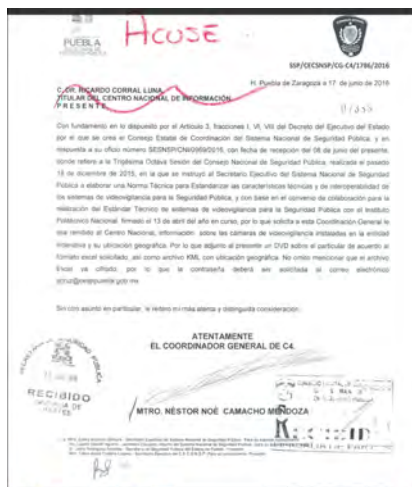 ACUSE
PUEBLA
SSP/CECSNSP/CG-C4/1786/2016
H. Puebla de Zaragoza a 17 de junio de 2016
C. DR. RICARDO CORRAL LUNA
TITULAR DEL CENTRO NACIONAL DE INFORMACIÓN
P R E S E N T E
Con fundamento en lo dispuesto por el Artículo 3, fracciones I, VI, VIII del Decreto del Ejecutivo del Estado
por el que se crea el Consejo Estatal de Coordinación del Sistema Nacional de Seguridad Pública, y en
respuesta a su oficio número SESNSP/CNI/0969/2016, con fecha de recepción del 08 de junio del presente,
donde refiere a la Trigésima Octava Sesión del Consejo Nacional de Seguridad Pública, realizada el pasado
18 de diciembre de 2015, en la que se instruyó al Secretario Ejecutivo del Sistema Nacional de Seguridad
Pública a elaborar una Norma Técnica para Estandarizar las características técnicas y de interoperabilidad de
los sistemas de videovigilancia para la Seguridad Pública, y con base en el convenio de colaboración para la
realización del Estándar Técnico de sistemas de videovigilancia para la Seguridad Pública con el Instituto
Politécnico Nacional, firmado el 13 de abril del año en curso, por lo que solicita a esta Coordinación General le
sea remitido al Centro Nacional, información sobre las cámaras de videovigilancia instaladas en la entidad
federativa y su ubicación geográfica. Por lo que adjunto al presente un DVD sobre el particular de acuerdo al
formato excel solicitado, así como archivo KML con ubicación geográfica. No omito mencionar que el archivo
Excel va cifrado, por lo que la contraseña deberá ser solicitada al correo electrónico
Sin con asunto en particular, le reitero mi más atenta y distinguida consideración.
ATENTAMENTE
EL COORDINADOR GENERAL DE C4.
RECIBIDO
OFICIALIA DE
PARTES
MTRO. NÉSTOR NOÉ CAMACHO MENDOZA